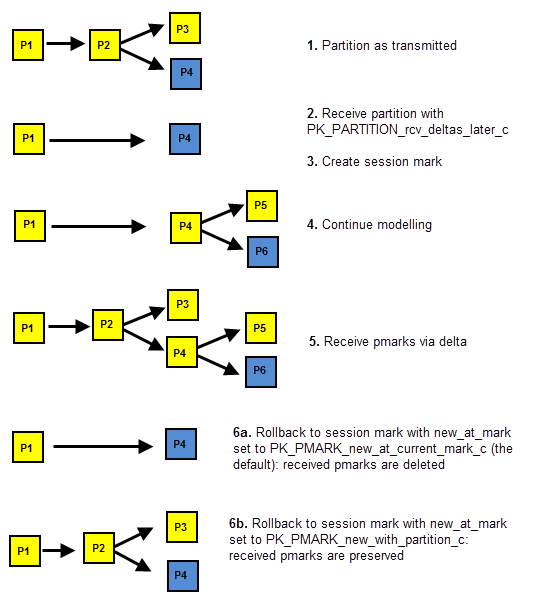 P3
P1
P2
1. Partition as transmitted
P4
2. Receive partition with
PK_PARTITION_rcv_deltas_later_c
P1
P4
3. Create session mark
P5
P1
P4
4. Continue modelling
P6
P3
P1
P2
P5
P4
5. Receive pmarks via delta
P6
6a. Rollback to session mark with new_at_mark
P1
P4
set to PK_PMARK_new_at_current_mark_c (the
default): received pmarks are deleted
P3
6b. Rollback to session mark with new_at_mark
P1
P2
set to PK_PMARK_new_with_partition_c:
received pmarks are preserved
P4